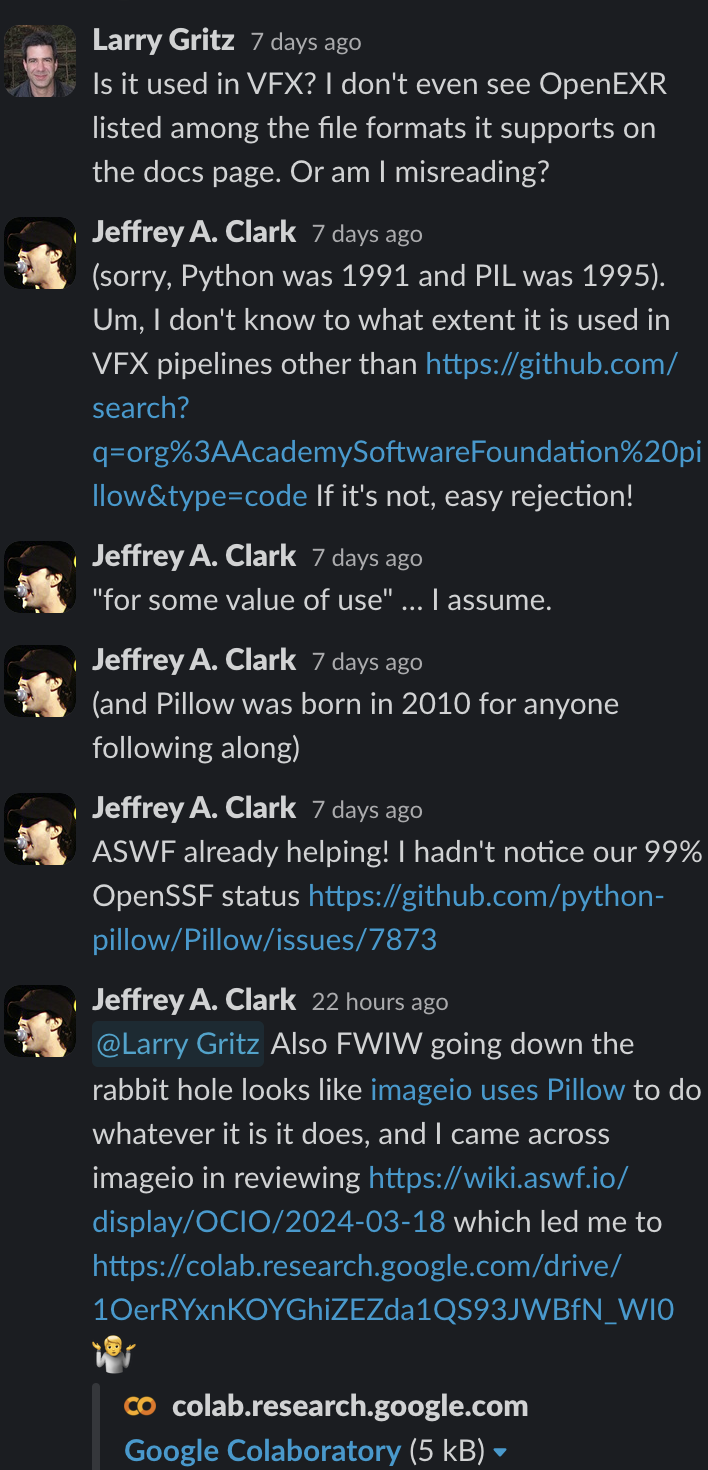 Larry Gritz 7 days ago
Is it used in VFX? I don't even see OpenEXR
listed among the file formats it supports on
the docs page. Or am I misreading?
Jeffrey A. Clark 7 days ago
(sorry, Python was 1991 and PIL was 1995).
Um, I don't know to what extent it is used in
VFX pipelines other than https://github.com/
search?
q=org%3AAcademySoftwareFoundation%20pi
llow&type=code If it's not, easy rejection!
Jeffrey A. Clark 7 days ago
"for some value of use" ... I assume.
Jeffrey A. Clark 7 days ago
(and Pillow was born in 2010 for anyone
following along)
Jeffrey A. Clark 7 days ago
ASWF already helping! I hadn't notice our 99%
OpenSSF status https://github.com/python-
pillow/Pillow/issues/7873
Jeffrey A. Clark 22 hours ago
@Larry Gritz Also FWIW going down the
rabbit hole looks like imageio uses Pillow to do
whatever it is it does, and I came across
imageio in reviewing https://wiki.aswf.io/
display/OCIO/2024-03-18 which led me to
https://colab.research.google.com/drive/
1OerRYxnKOYGhiZEZda1QS93JWBfN_WI0
colab.research.google.com
Google Colaboratory (5 kB)